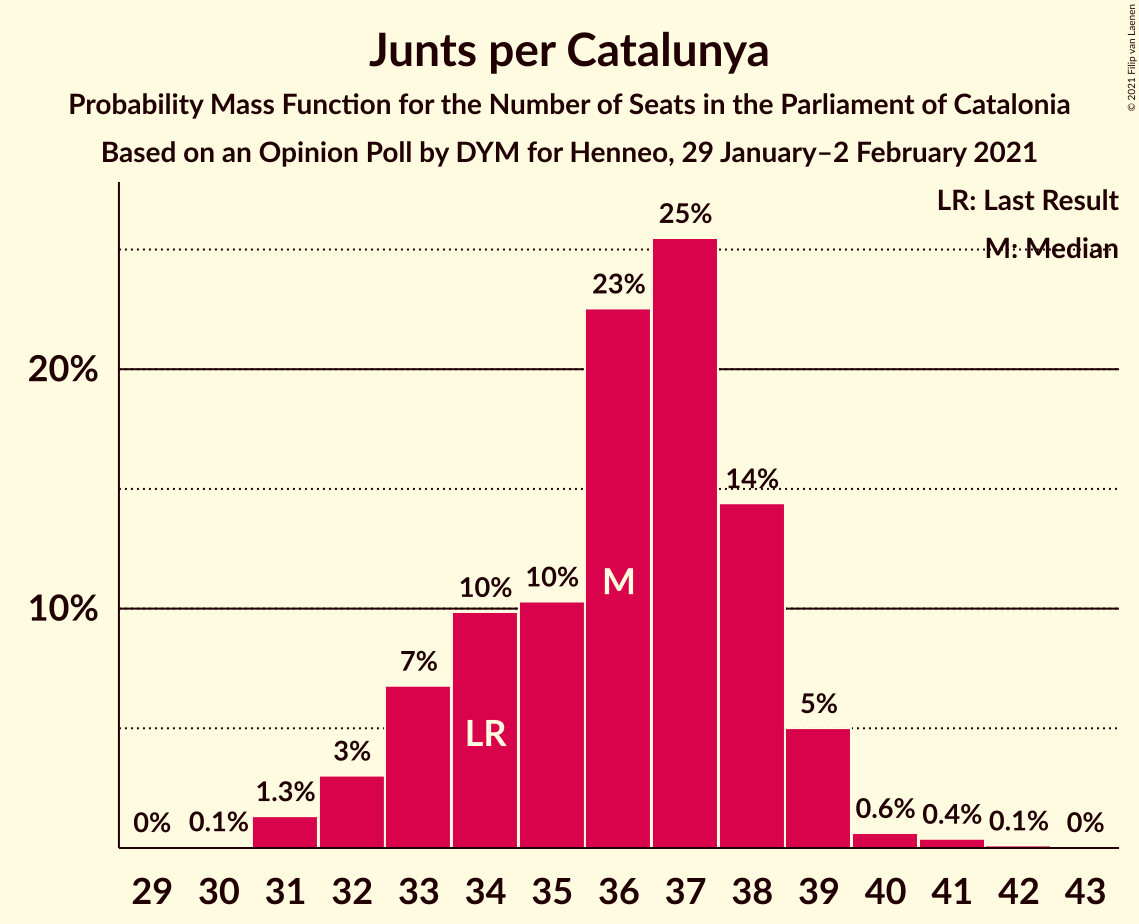 Junts per Catalunya
Probability Mass Function for the Number of Seats in the Parliament of Catalonia
Based on an Opinion Poll by DYM for Henneo, 29 January–2 February 2021
© 2021 Filip van Laenen
LR: Last Result
M: Median
25%
23%
20%
14%
10%
10%
10%
M
7%
5%
LR
3%
1.3%
0.6%
0.4%
0%
0.1%
0.1%
0%
29 30 31 32 33 34 35 36 37 38 39 40 41 42 43